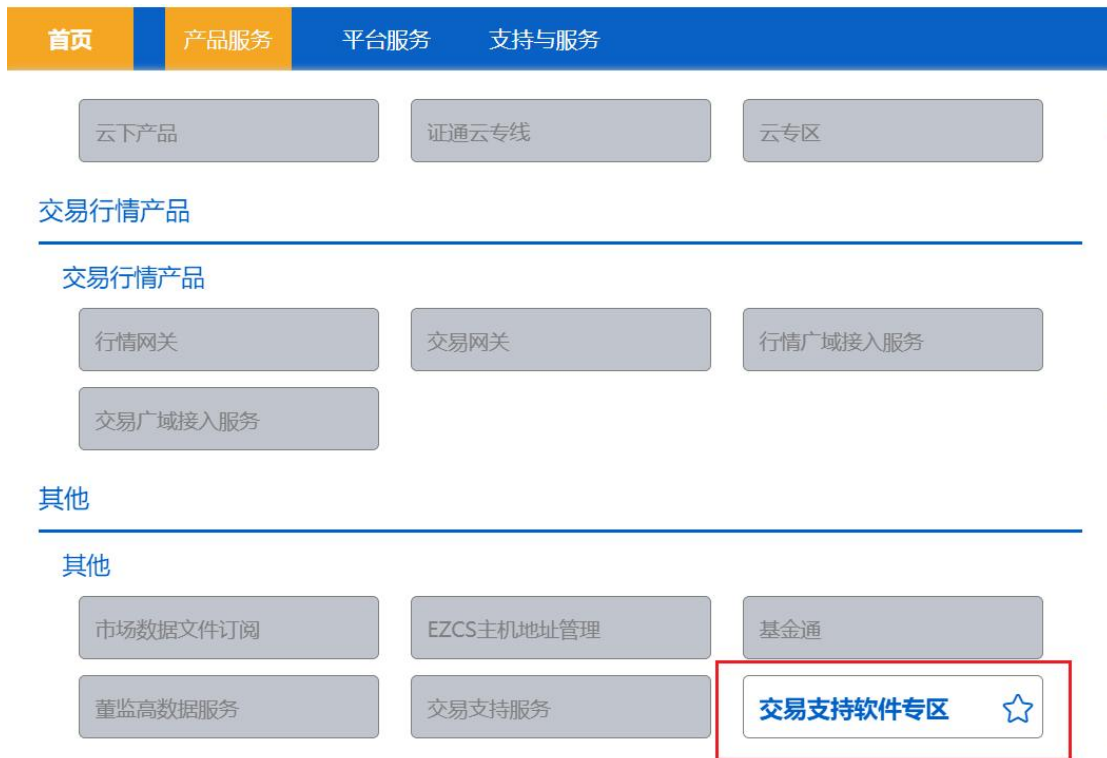 首页 产品服务 平台服务 支持与服务
云下产品 证通云专线 云专区
交易行情产品
交易行情产品
行情网关 交易网关 行情广域接入服务
交易广域接入服务
其他
其他
市场数据文件订阅 EZCS主机地址管理 基金通
董监高数据服务 交易支持服务 交易支持软件专区